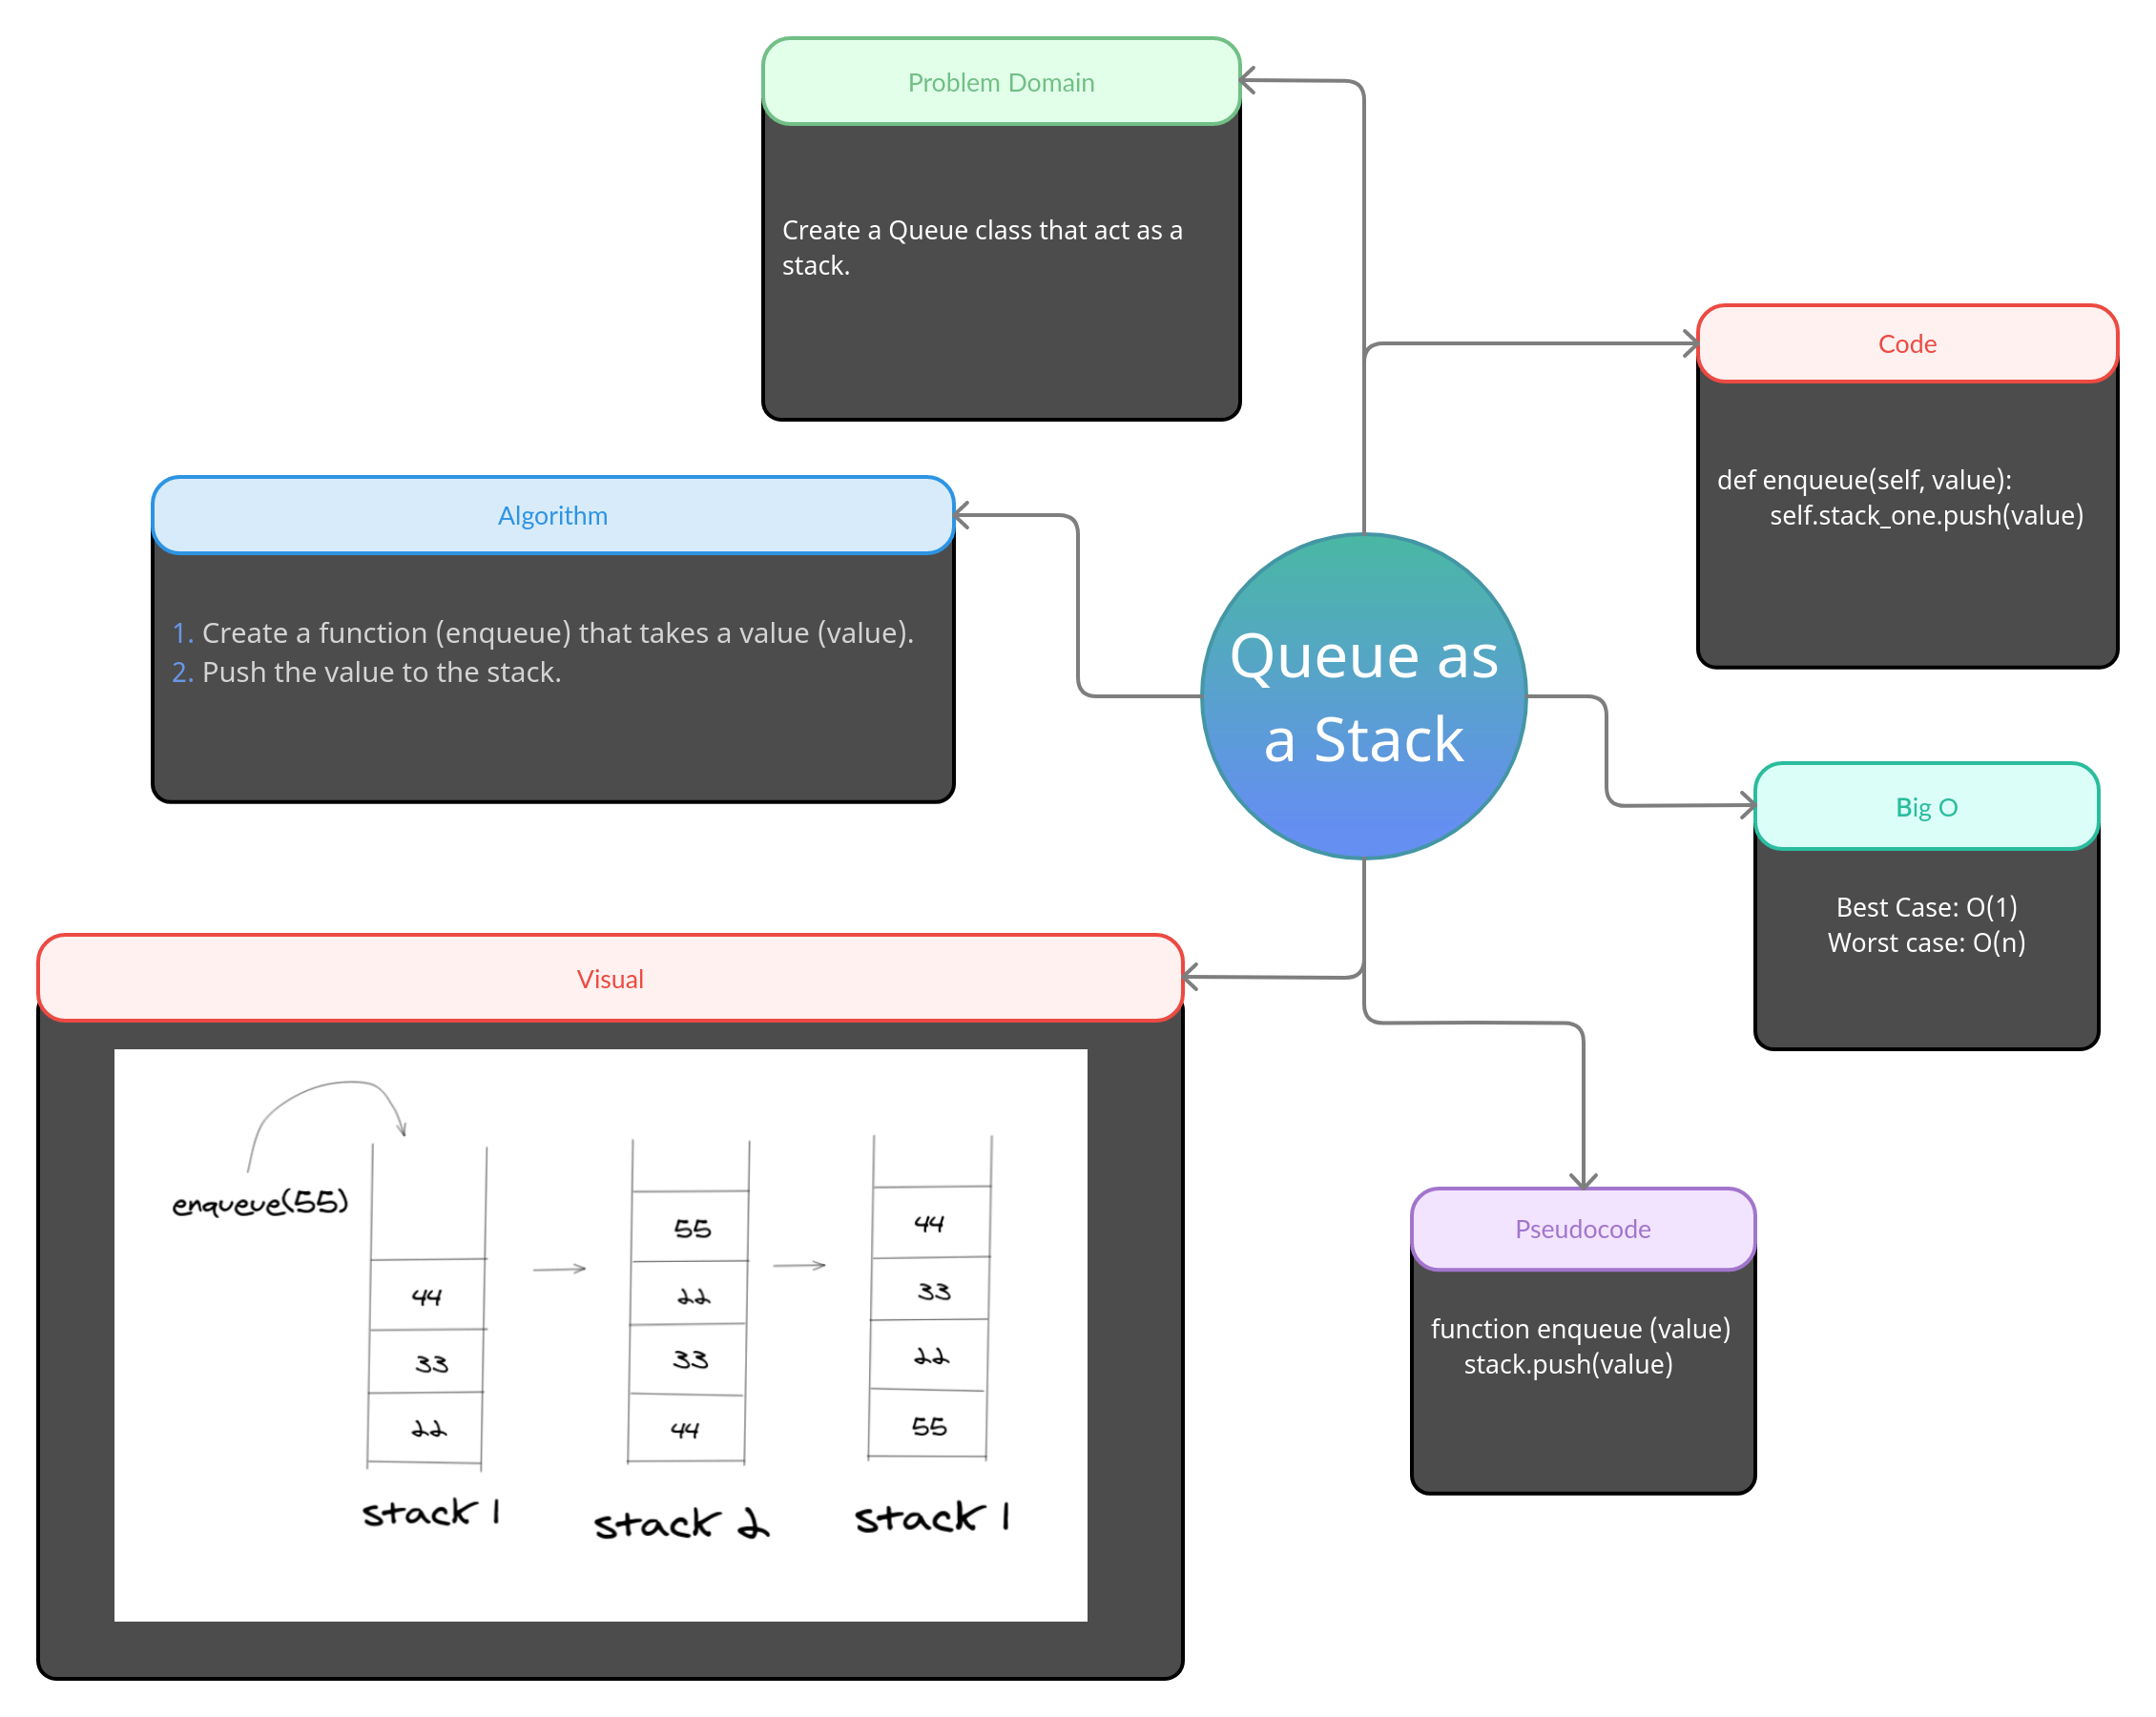 Problem Domain
Create a Queue class that act as a
stack.
Code
def enqueue(self, value):
self.stack_one.push(value)
Algorithm
1. Create a function (enqueue) that takes a value (value).
2. Push the value to the stack.
Queue as
a Stack
Big O
Best Case: O(1)
Worst case: O(n)
Visual
enqueue(55)
44
33
22
stack 1
55
22
33
44
stack 2
44
33
22
55
stack 1
Pseudocode
function enqueue (value)
stack.push(value)